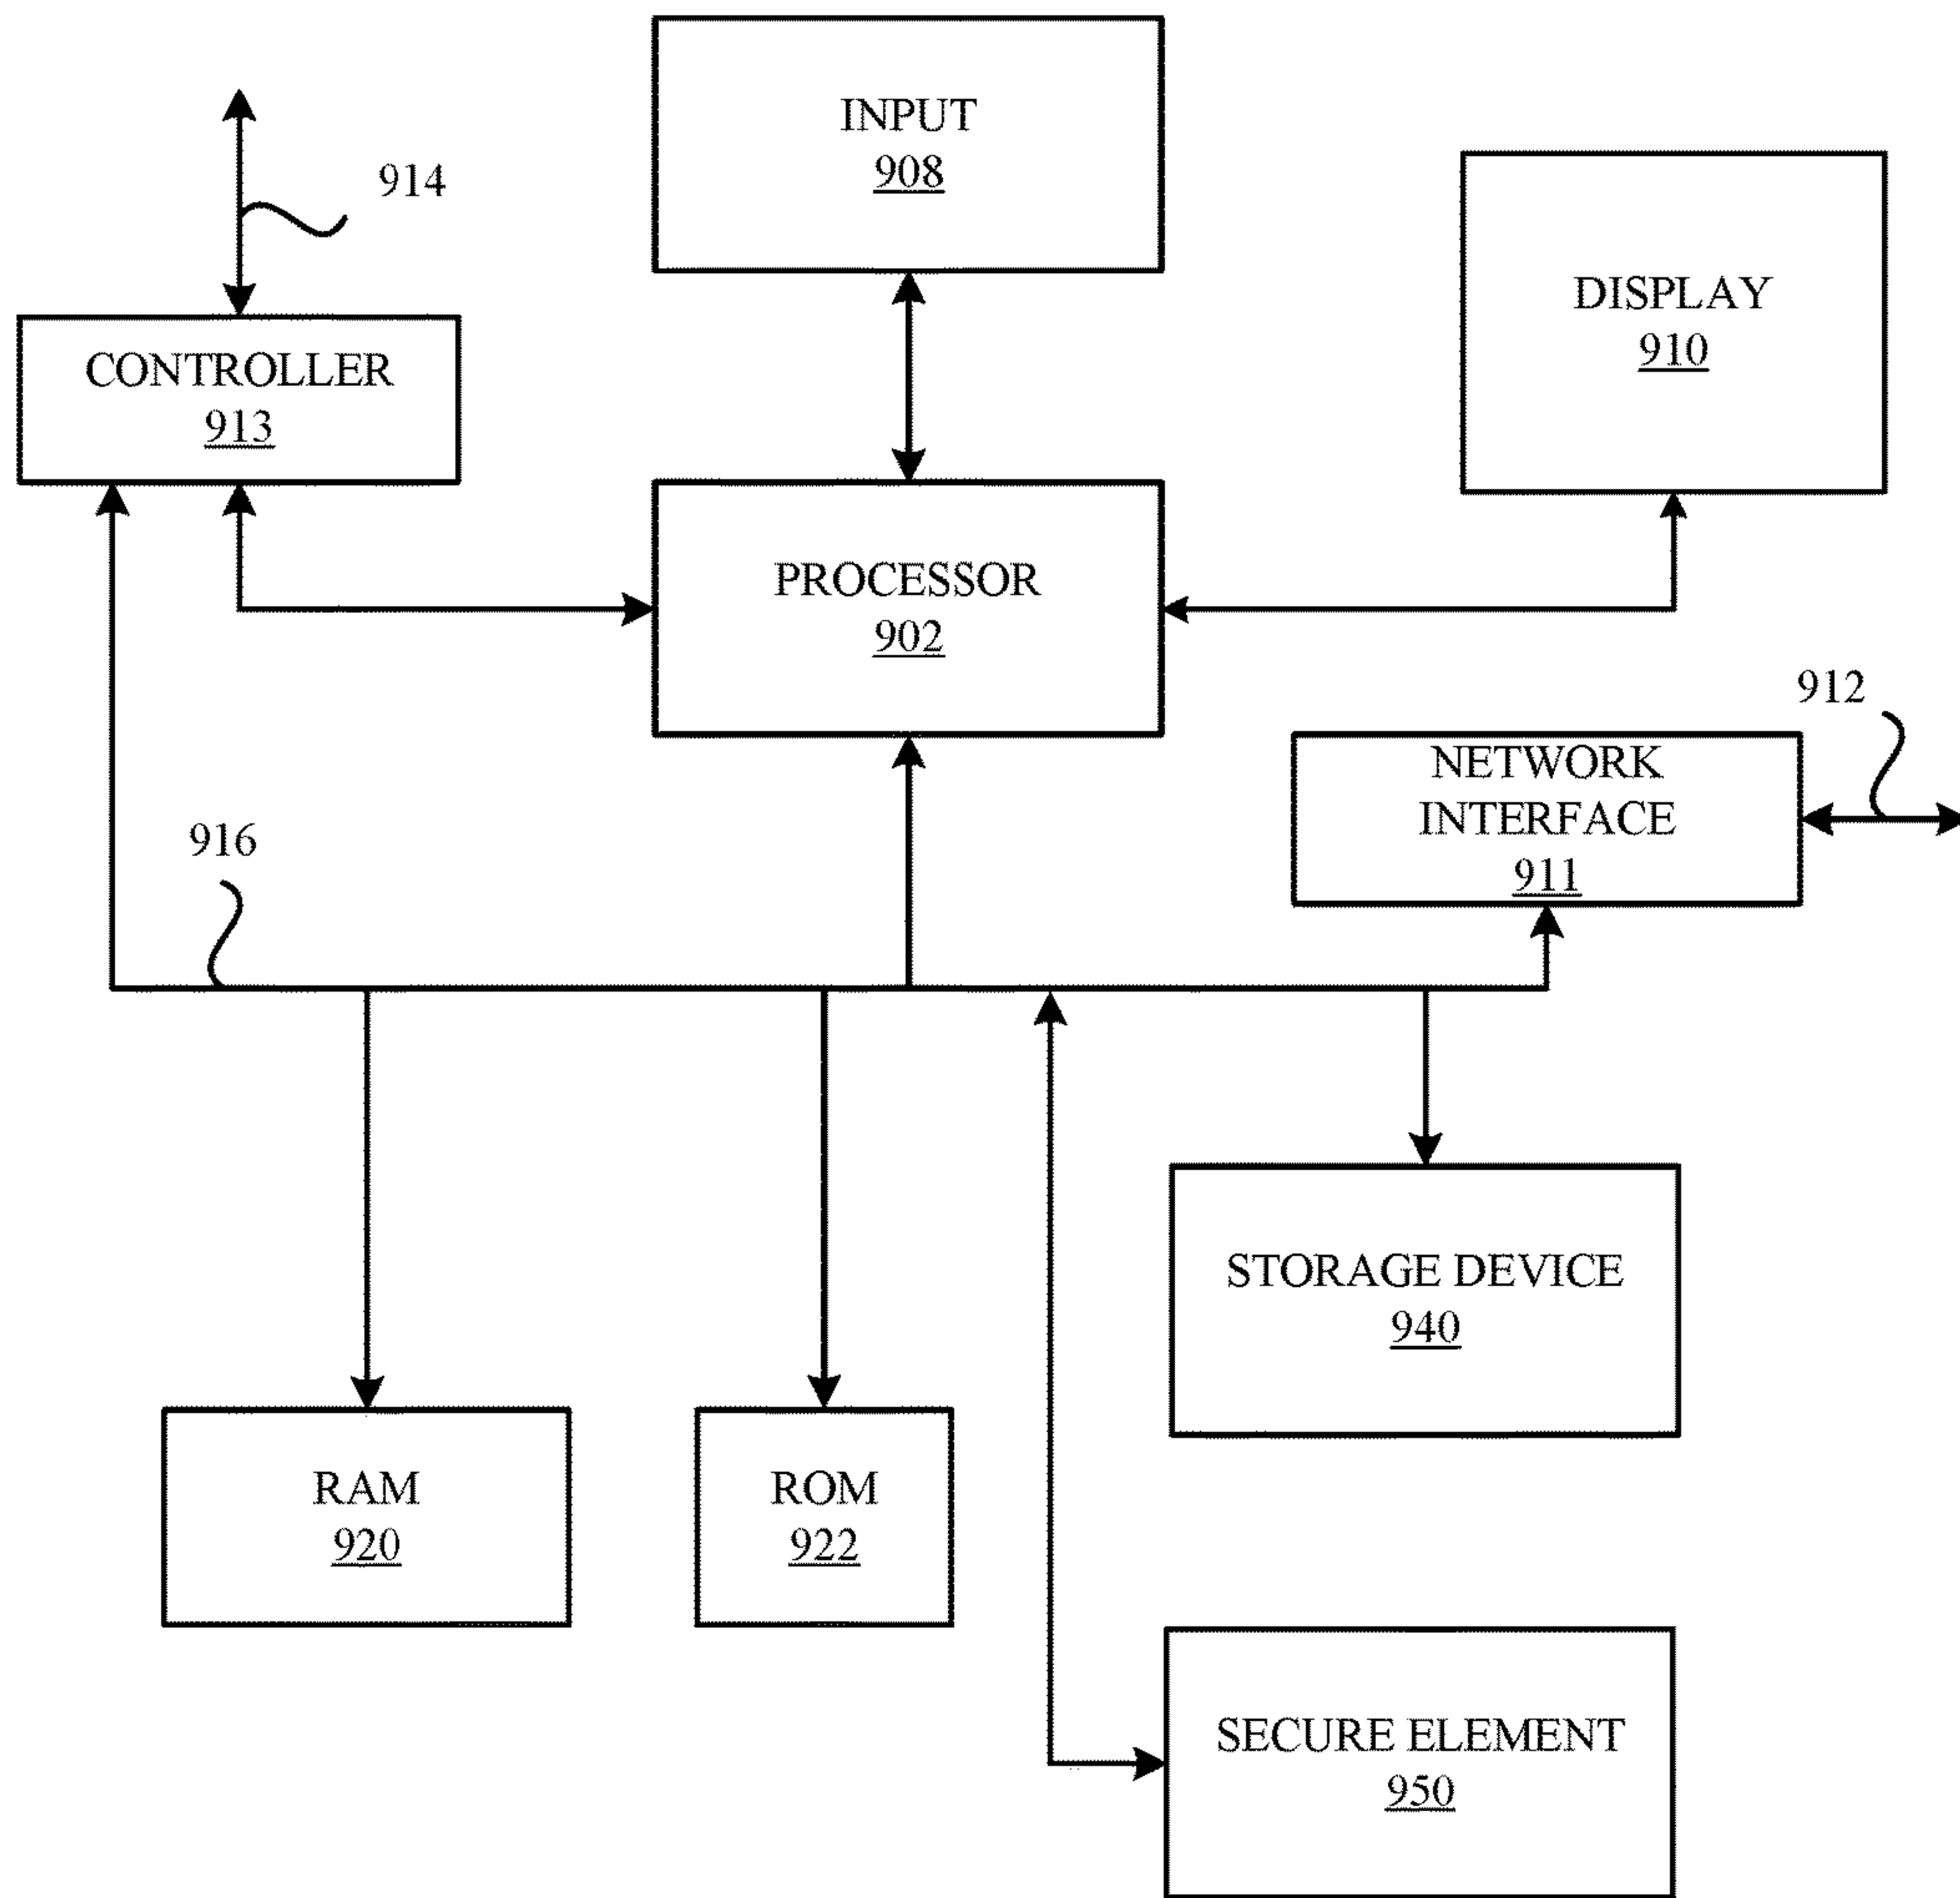 INPUT
908
914
DISPLAY
910
CONTROLLER
913
PROCESSOR
902
912
NETWORK
INTERFACE
911
916
STORAGE DEVICE
940
RAM
920
ROM
922
SECURE ELEMENT
950